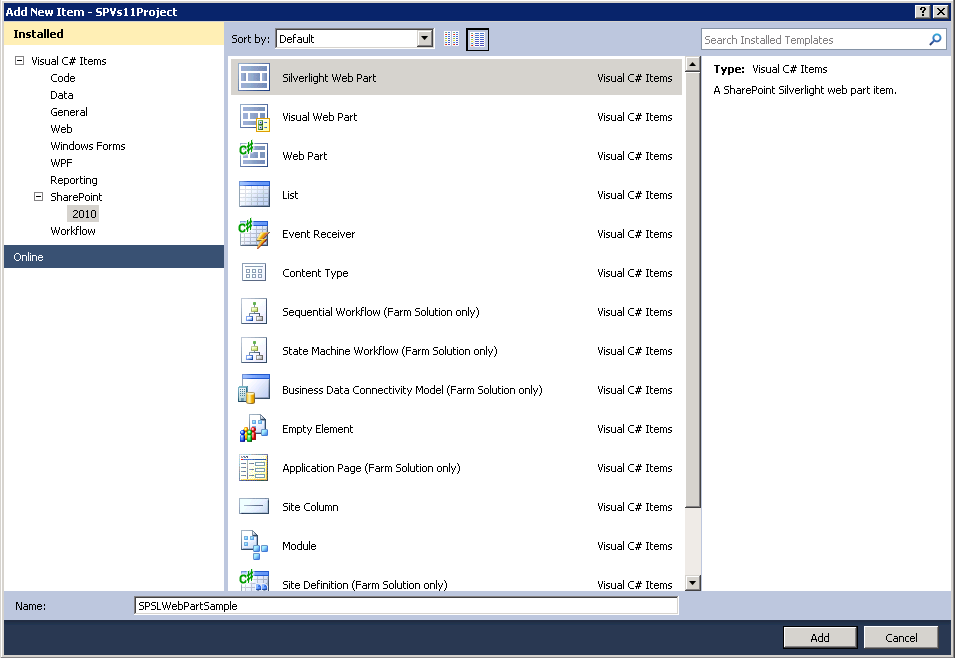 Add New Item - SPVs11Project
Installed
Visual C# Items
Code
Data
General
Web
Windows Forms
WPF
Reporting
SharePoint
2010
Workflow
Online
Sort by: Default
Search Installed Templates
Silverlight Web Part Visual C# Items
Visual Web Part Visual C# Items
Web Part Visual C# Items
List Visual C# Items
Event Receiver Visual C# Items
Content Type Visual C# Items
Sequential Workflow (Farm Solution only) Visual C# Items
State Machine Workflow (Farm Solution only) Visual C# Items
Business Data Connectivity Model (Farm Solution only) Visual C# Items
Empty Element Visual C# Items
Application Page (Farm Solution only) Visual C# Items
Site Column Visual C# Items
Module Visual C# Items
Site Definition (Farm Solution only) Visual C# Items
Type: Visual C# Items
A SharePoint Silverlight web part item.
Name: SPSLWebPartSample
Add Cancel